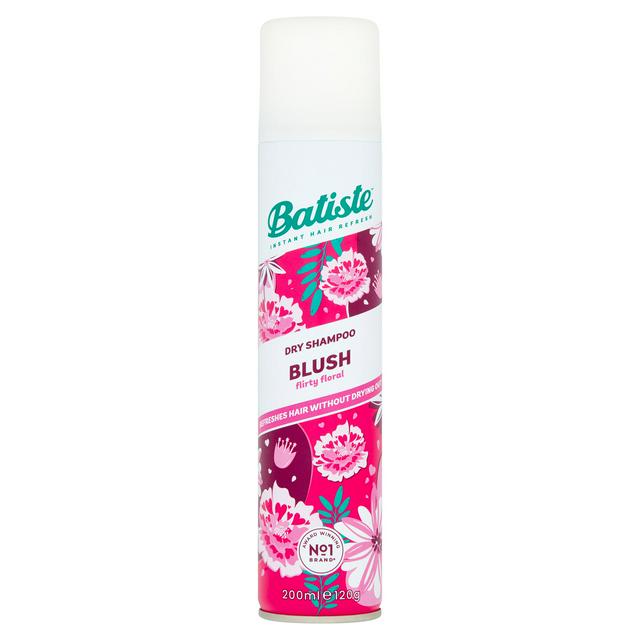 Batiste™
INSTANT HAIR REFRESH
DRY SHAMPOO
BLUSH
flirty floral
REFRESHES HAIR WITHOUT DRYING OUT
AWARD WINNING
No1
BRAND*
200ml e 120g